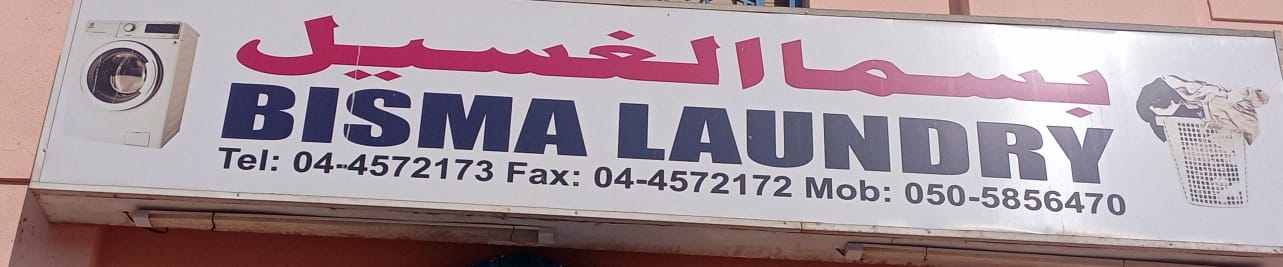 بسما الغسيل
BISMA LAUNDRY
Tel: 04-4572173 Fax: 04-4572172 Mob: 050-5856470